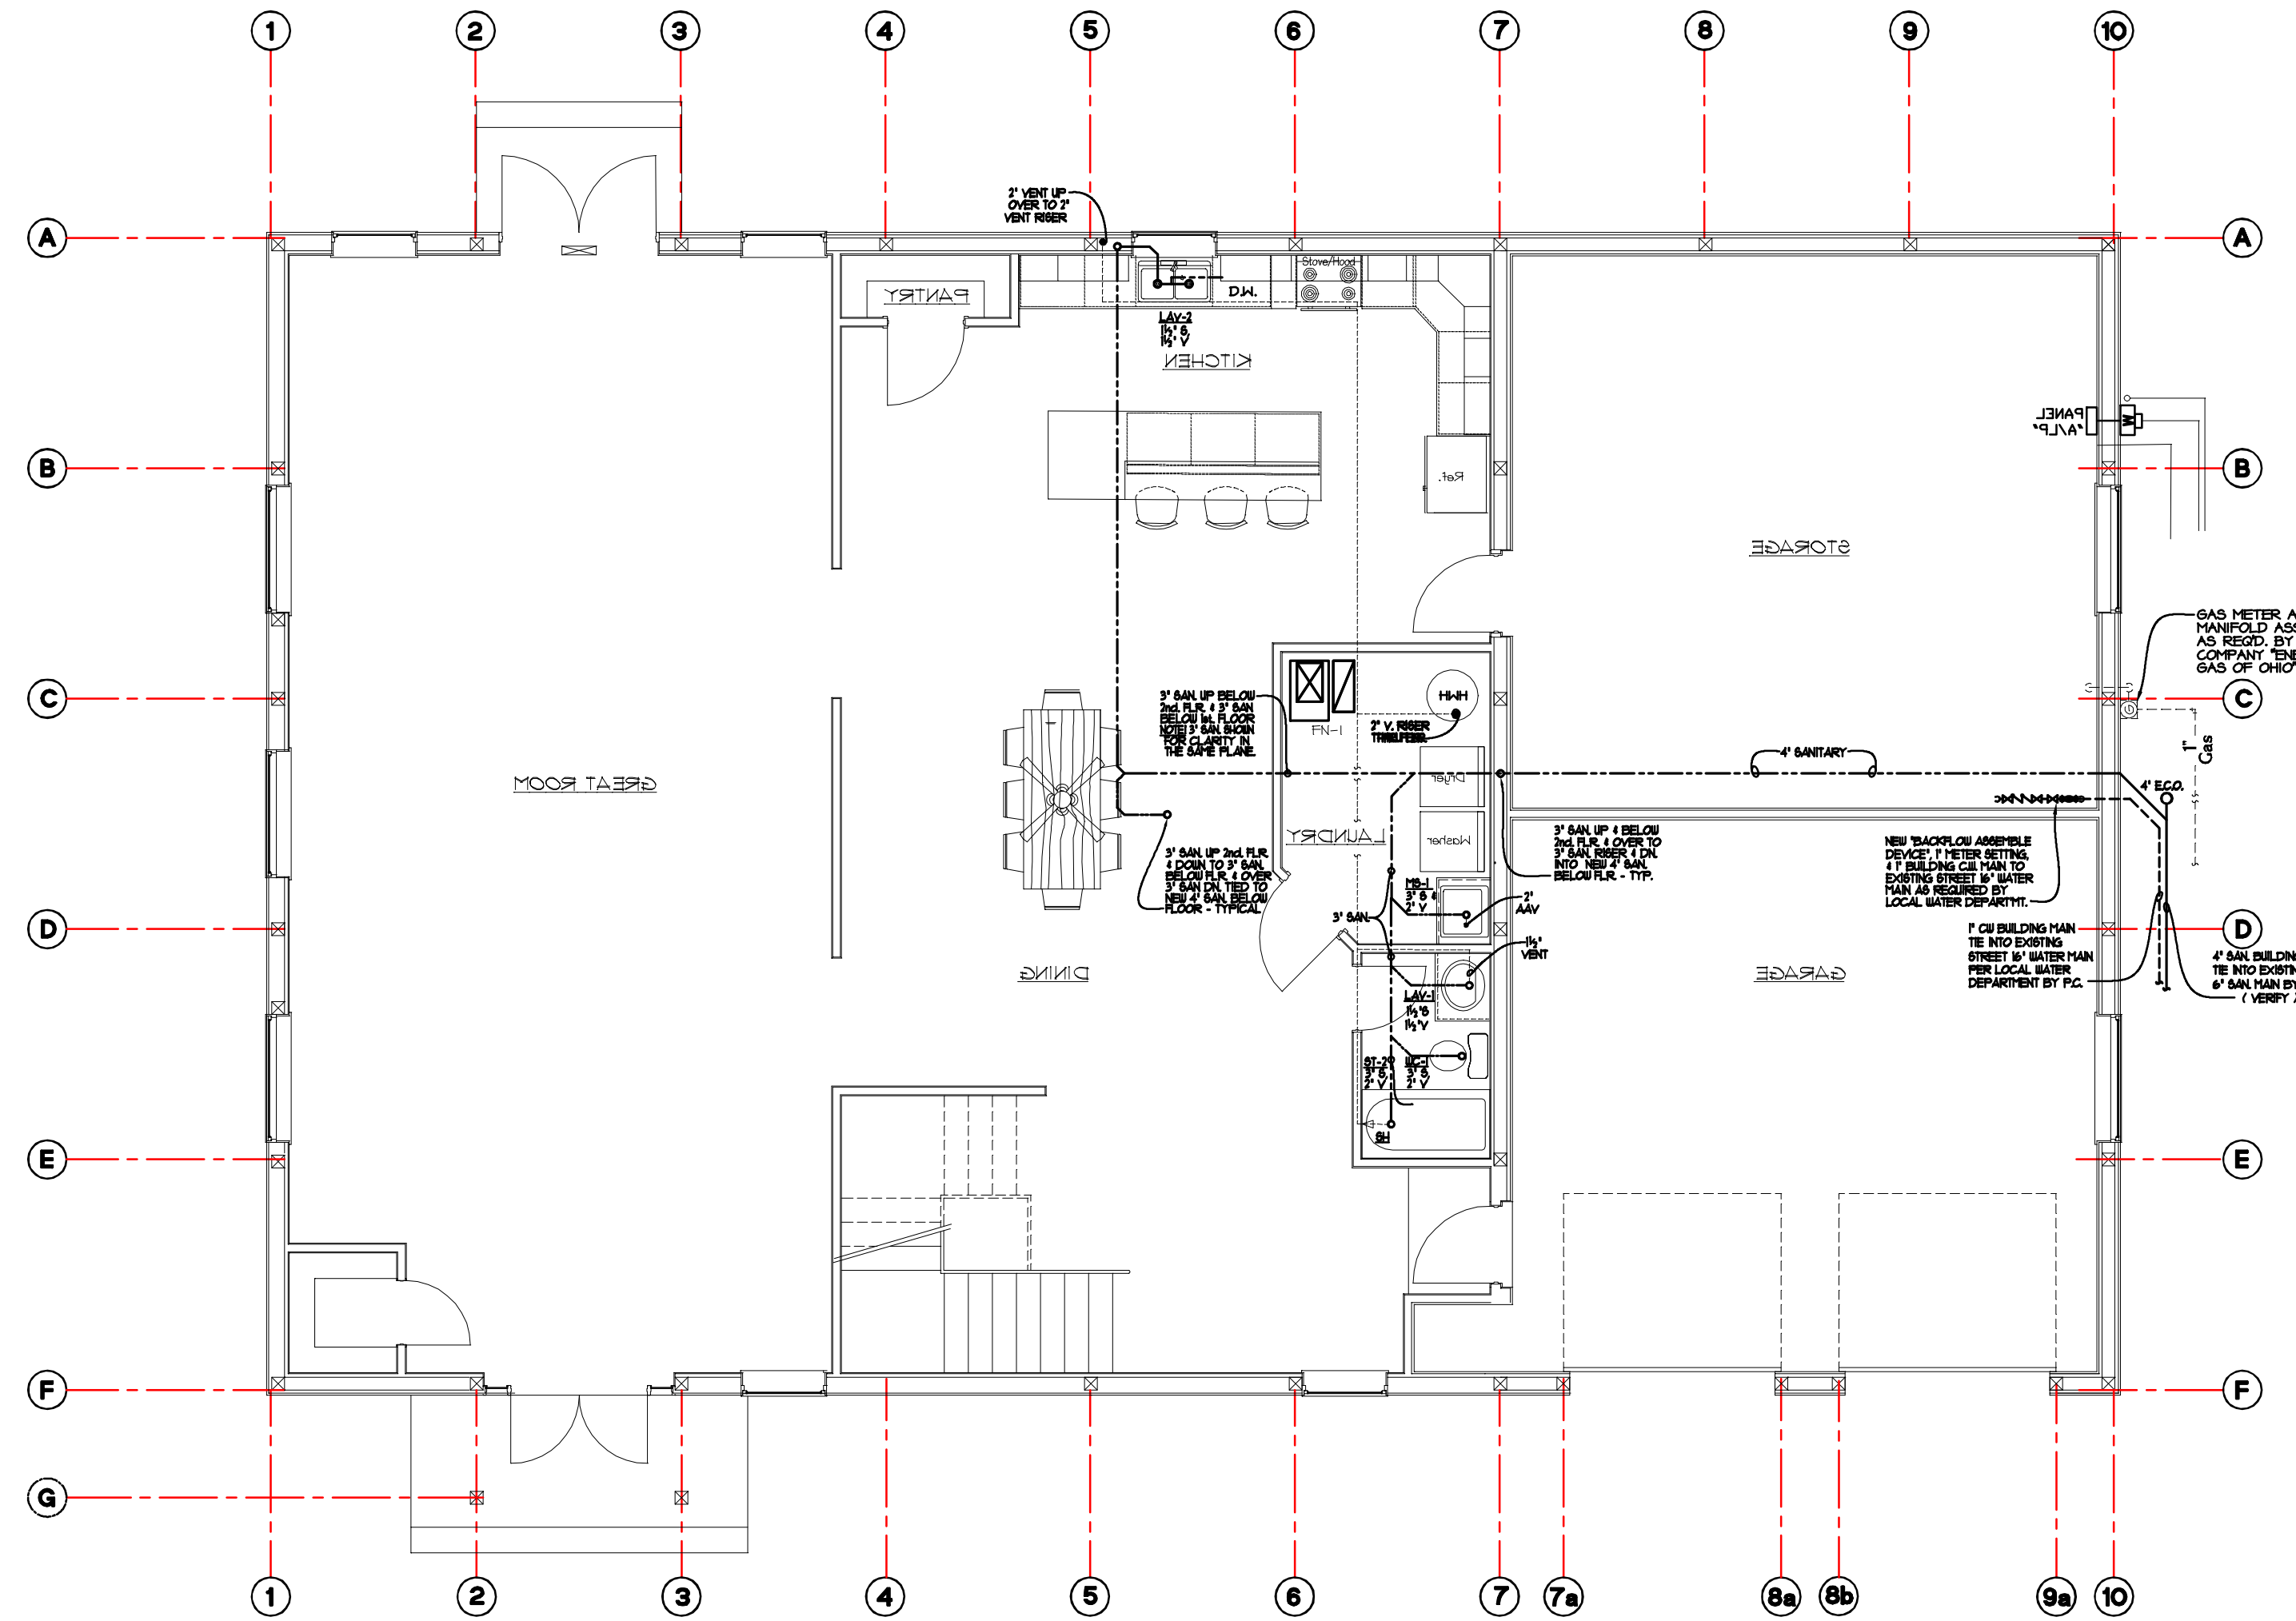 1 2 3 4 5 6 7 8 9 10
2" VENT UP
OVER TO 2"
VENT RISER
A A
Stove/Hood
PANTRY
D.W.
LAV-2
1½" S,
1½" V
KITCHEN
PANEL
"A/LP"
W
B B
Ref.
STORAGE
GAS METER A
MANIFOLD ASS
AS REQ'D. BY
COMPANY "ENE
GAS OF OHIO"
C C
G
3" SAN. UP BELOW
2nd. FLR. & 3" SAN
BELOW 1st. FLOOR
NOTE! 3" SAN. SHOWN
FOR CLARITY IN
THE SAME PLANE.
FN-1
HWH
2" V. RISER
1"
Gas
4" SANITARY
GREAT ROOM
Dryer
4" E.C.O.
LAUNDRY
Washer
3" SAN. UP & BELOW
2nd. FLR. & OVER TO
3" SAN. RISER & DN.
INTO NEW 4" SAN.
BELOW FLR. - TYP.
NEW "BACKFLOW ASSEMBLE
DEVICE", 1" METER SETTING,
& 1" BUILDING C.W. MAIN TO
EXISTING STREET 16" WATER
MAIN AS REQUIRED BY
LOCAL WATER DEPARTM'T.
3" SAN. UP 2nd. FLR.
& DOWN TO 3" SAN.
BELOW FLR. & OVER
3" SAN DN. TIED TO
NEW 4" SAN. BELOW
FLOOR - TYPICAL
MS-1
3" S &
2" V
2"
AAV
3" SAN.
D D
1½"
VENT
1" CW BUILDING MAIN
TIE INTO EXISTING
STREET 16" WATER MAIN
PER LOCAL WATER
DEPARTMENT BY P.C.
4" SAN. BUILDING
TIE INTO EXISTIN
6" SAN. MAIN BY
( VERIFY )
DINING
GARAGE
LAV-1
1½"S
1½"V
ST-2
3" S,
2" V
WC-1
3" S,
2" V
SH
E E
F F
G
1 2 3 4 5 6 7 7a 8a 8b 9a 10